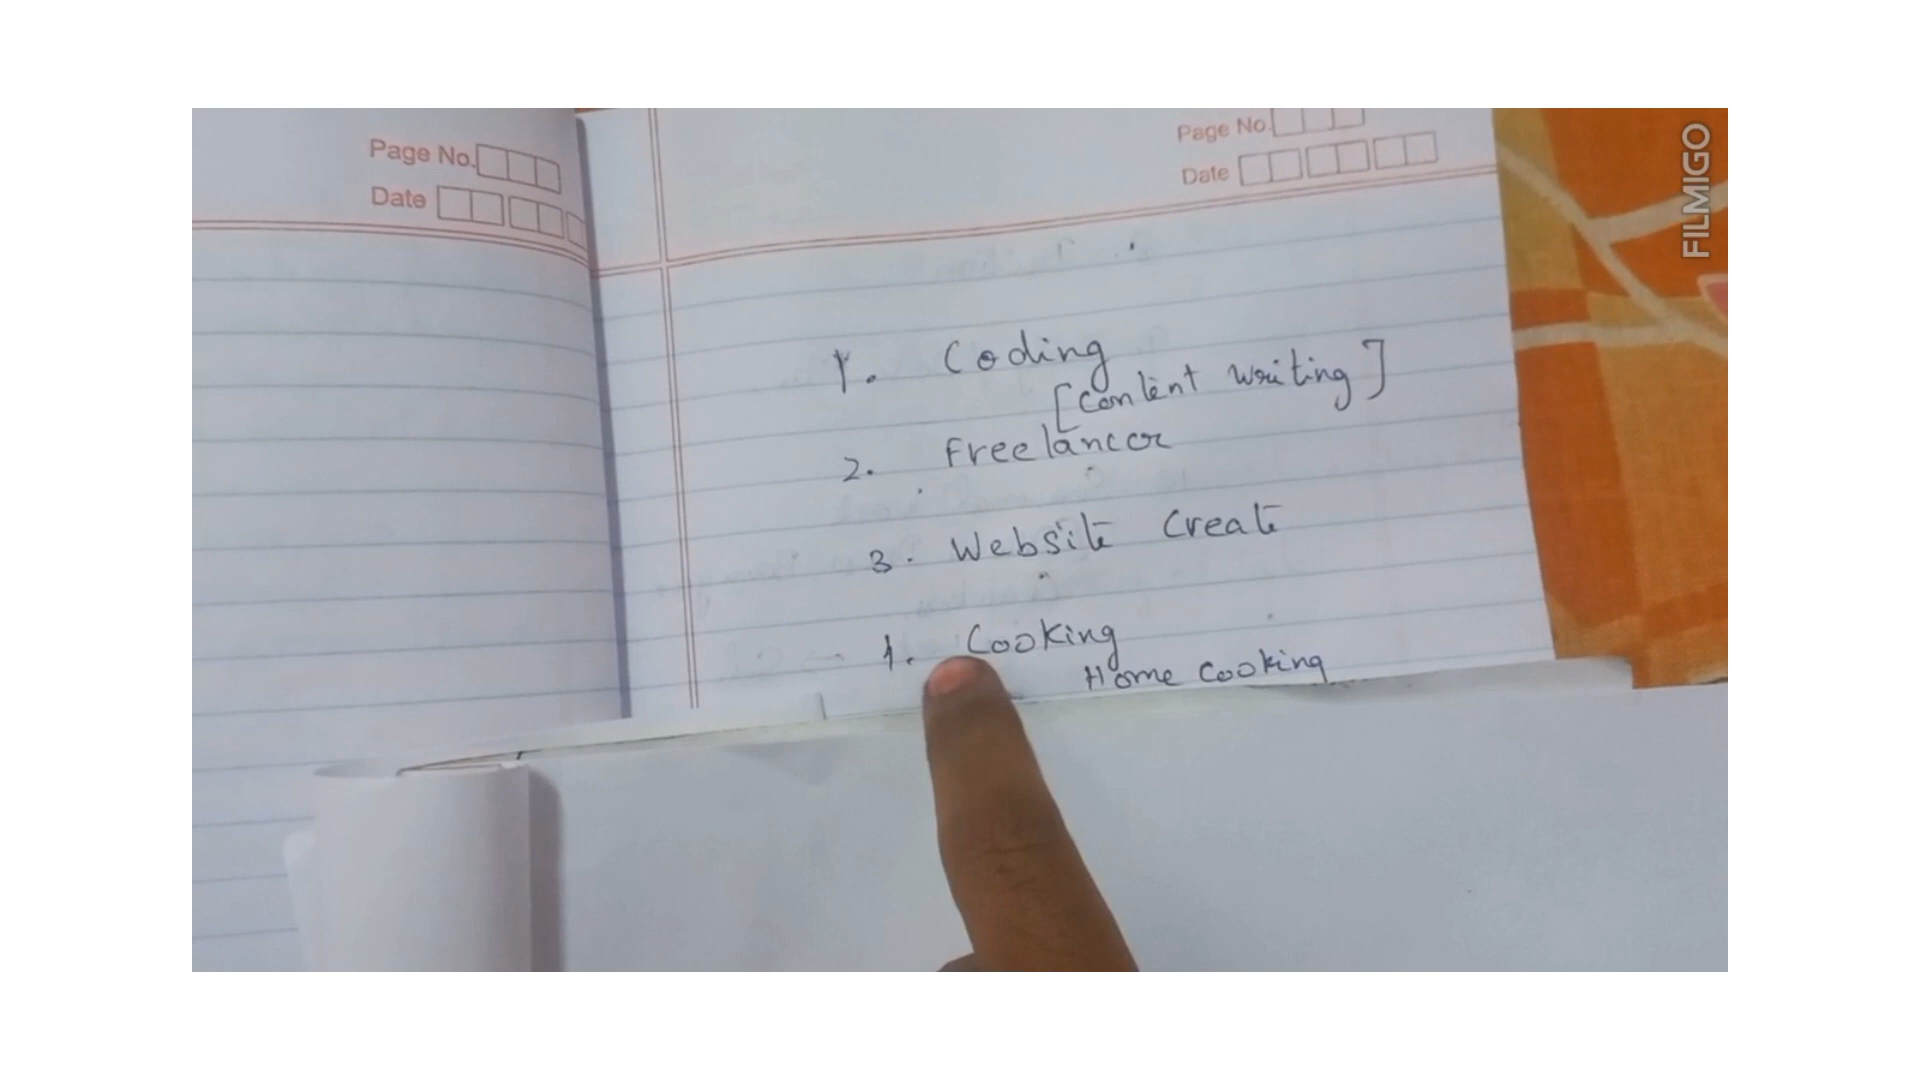 Page No.
Date
Page No.
Date
1. Coding
[Content writing]
2. Freelancer
3. Website Create
1. Cooking
Home Cooking
FILMIGO